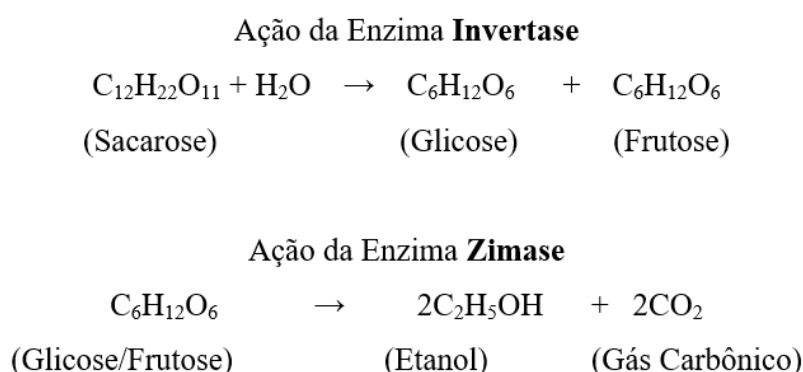 Ação da Enzima Invertase
C₁₂H₂₂O₁₁ + H₂O → C₆H₁₂O₆ + C₆H₁₂O₆
(Sacarose) (Glicose) (Frutose)
Ação da Enzima Zimase
C₆H₁₂O₆ → 2C₂H₅OH + 2CO₂
(Glicose/Frutose) (Etanol) (Gás Carbônico)